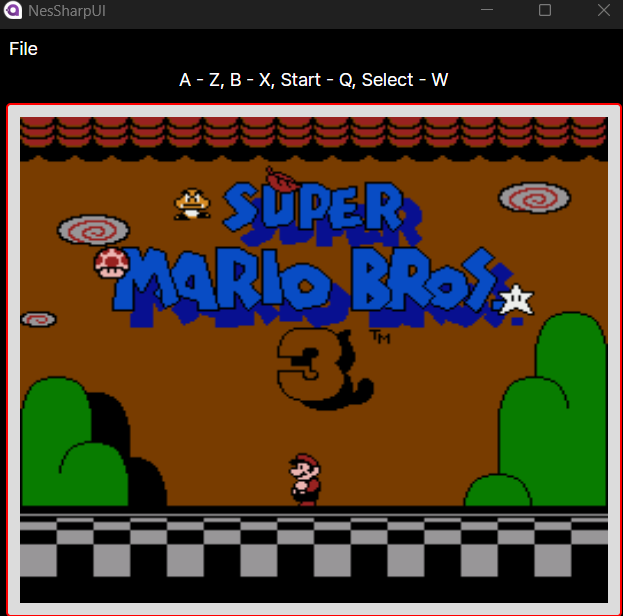 NesSharpUI
File
A - Z, B - X, Start - Q, Select - W
SUPER
MARIO BROS.
3
TM